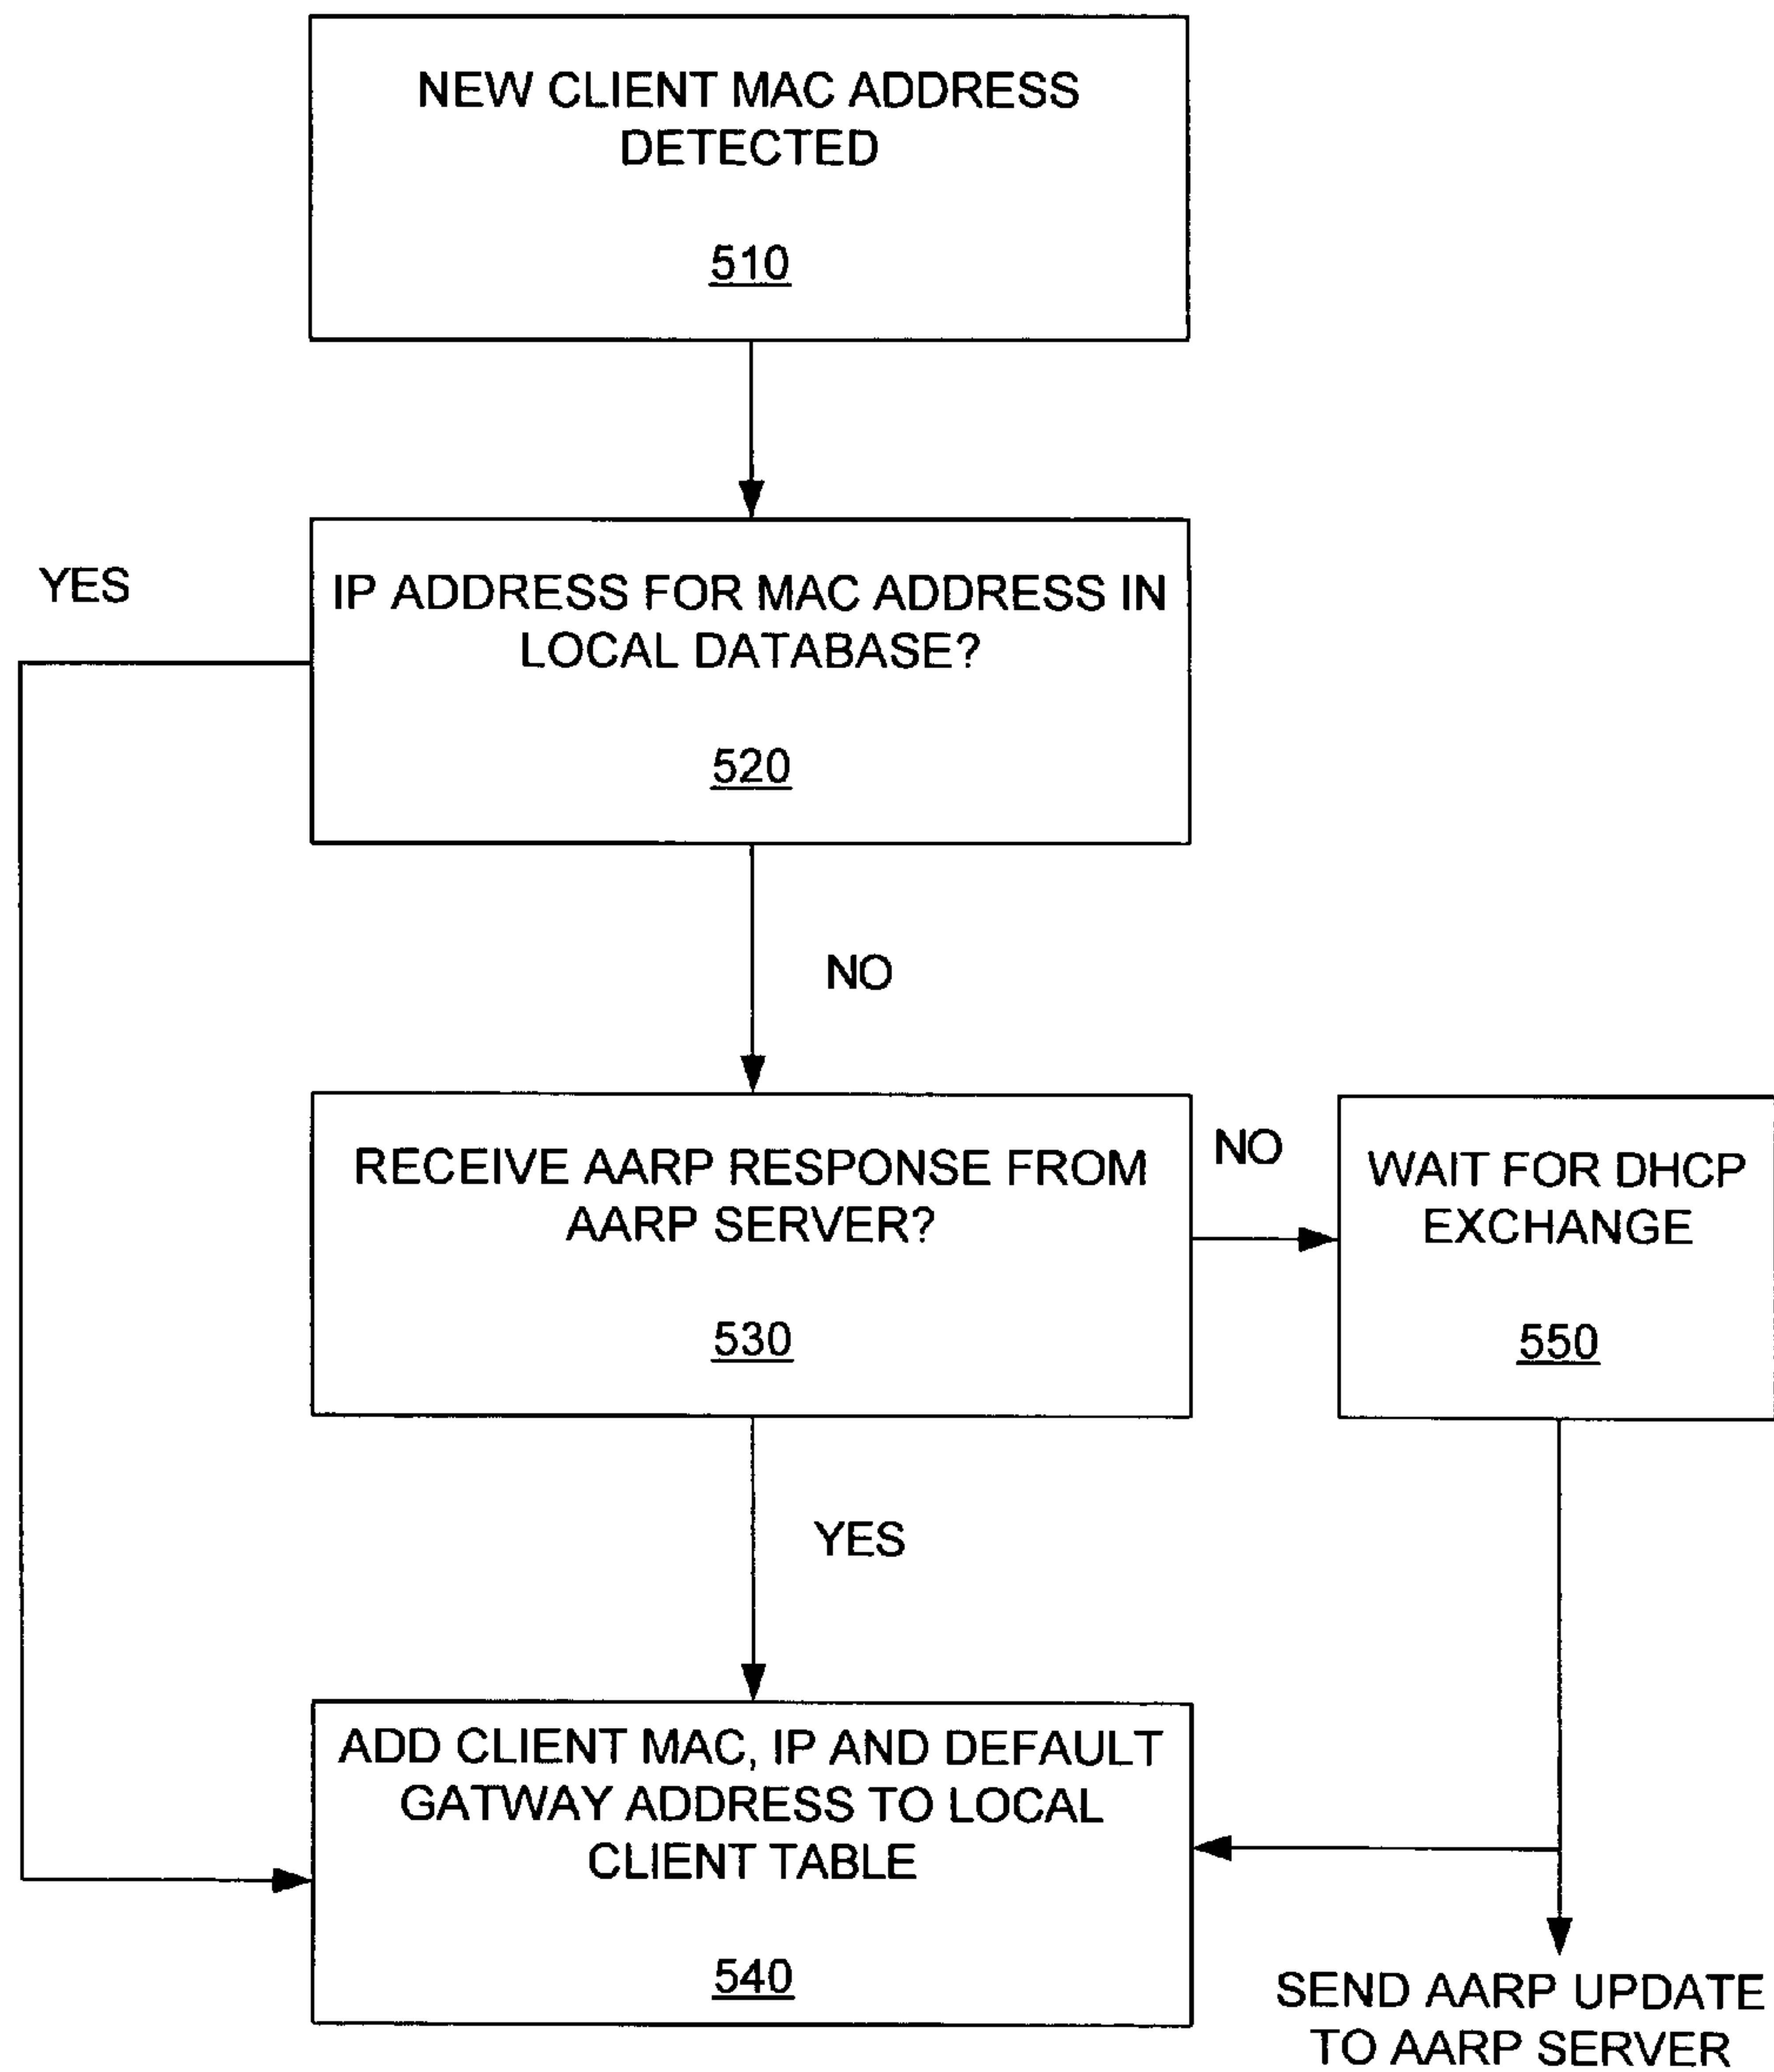 NEW CLIENT MAC ADDRESS
DETECTED
510
YES
IP ADDRESS FOR MAC ADDRESS IN
LOCAL DATABASE?
520
NO
RECEIVE AARP RESPONSE FROM
AARP SERVER?
530
NO
WAIT FOR DHCP
EXCHANGE
550
YES
ADD CLIENT MAC, IP AND DEFAULT
GATWAY ADDRESS TO LOCAL
CLIENT TABLE
540
SEND AARP UPDATE
TO AARP SERVER